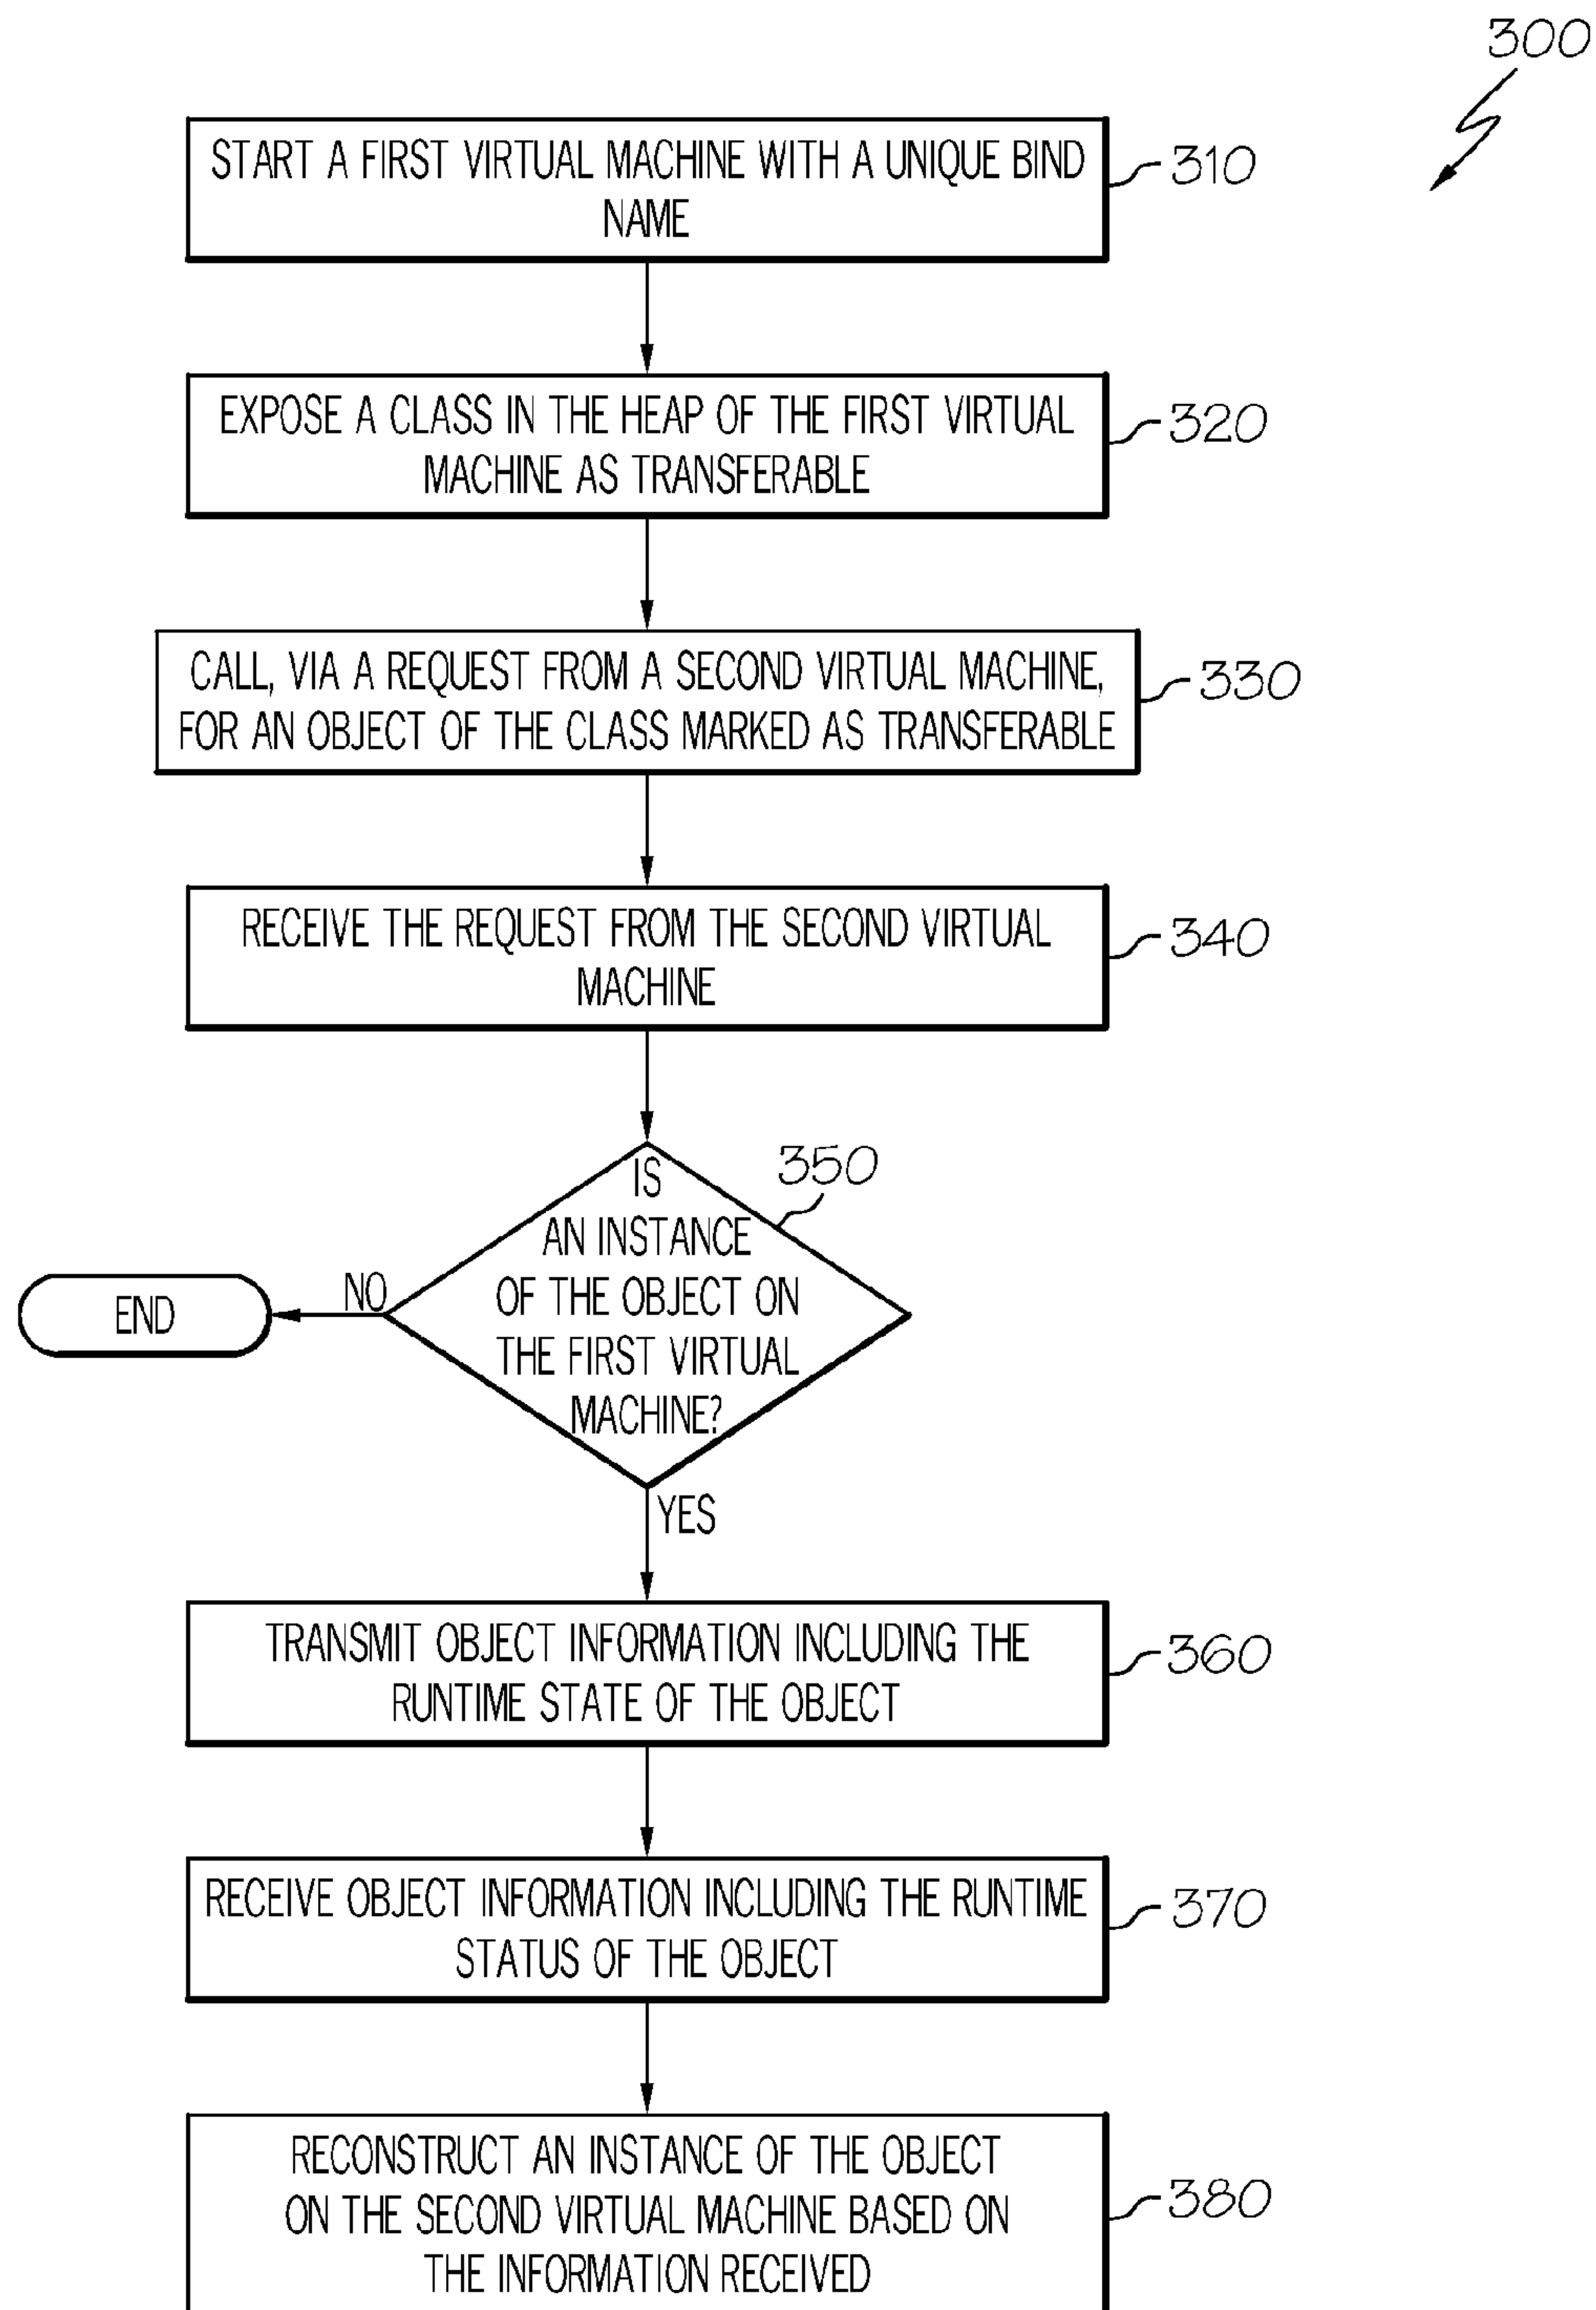 300
START A FIRST VIRTUAL MACHINE WITH A UNIQUE BIND
NAME
310
EXPOSE A CLASS IN THE HEAP OF THE FIRST VIRTUAL
MACHINE AS TRANSFERABLE
320
CALL, VIA A REQUEST FROM A SECOND VIRTUAL MACHINE,
FOR AN OBJECT OF THE CLASS MARKED AS TRANSFERABLE
330
RECEIVE THE REQUEST FROM THE SECOND VIRTUAL
MACHINE
340
IS
AN INSTANCE
OF THE OBJECT ON
THE FIRST VIRTUAL
MACHINE?
350
NO
END
YES
TRANSMIT OBJECT INFORMATION INCLUDING THE
RUNTIME STATE OF THE OBJECT
360
RECEIVE OBJECT INFORMATION INCLUDING THE RUNTIME
STATUS OF THE OBJECT
370
RECONSTRUCT AN INSTANCE OF THE OBJECT
ON THE SECOND VIRTUAL MACHINE BASED ON
THE INFORMATION RECEIVED
380